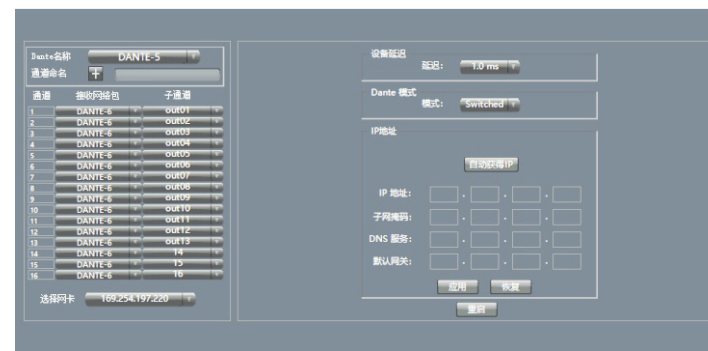 Dante名称 DANTE-5
通道命名
通道 接收网络包 子通道
1 DANTE-6 out01
2 DANTE-6 out02
3 DANTE-6 out03
4 DANTE-6 out04
5 DANTE-6 out05
6 DANTE-6 out06
7 DANTE-6 out07
8 DANTE-6 out08
9 DANTE-6 out09
10 DANTE-6 out10
11 DANTE-6 out11
12 DANTE-6 out12
13 DANTE-6 out13
14 DANTE-6 14
15 DANTE-6 15
16 DANTE-6 16
选择网卡 169.254.197.220
设备延迟
延迟: 1.0 ms
Dante 模式
模式: Switched
IP地址
自动获得IP
IP 地址:
子网掩码:
DNS 服务:
默认网关:
应用 恢复
重启